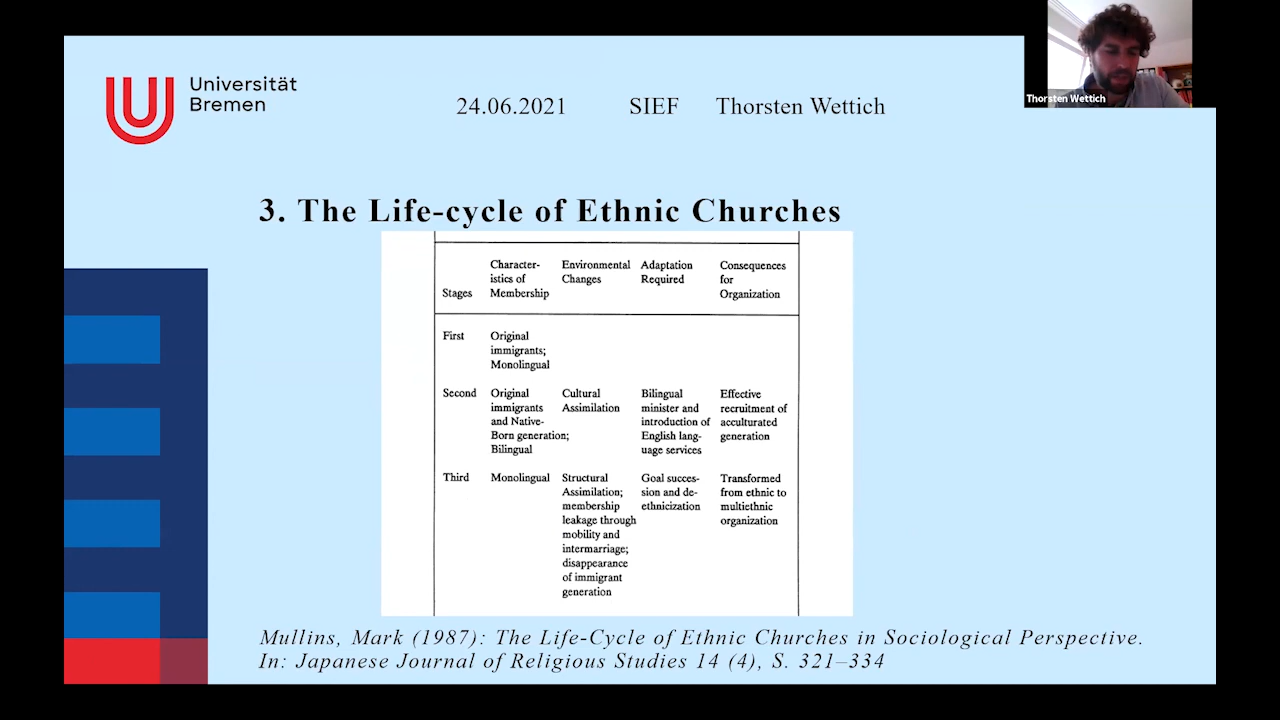 Universität
Bremen
24.06.2021 SIEF Thorsten Wettich
Thorsten Wettich
3. The Life-cycle of Ethnic Churches
Stages
Character-
istics of
Membership
Environmental
Changes
Adaptation
Required
Consequences
for
Organization
First
Original
immigrants;
Monolingual
Second
Original
immigrants
and Native-
Born generation;
Bilingual
Cultural
Assimilation
Bilingual
minister and
introduction of
English lang-
uage services
Effective
recruitment of
acculturated
generation
Third
Monolingual
Structural
Assimilation;
membership
leakage through
mobility and
intermarriage;
disappearance
of immigrant
generation
Goal succes-
sion and de-
ethnicization
Transformed
from ethnic to
multiethnic
organization
Mullins, Mark (1987): The Life-Cycle of Ethnic Churches in Sociological Perspective.
In: Japanese Journal of Religious Studies 14 (4), S. 321–334